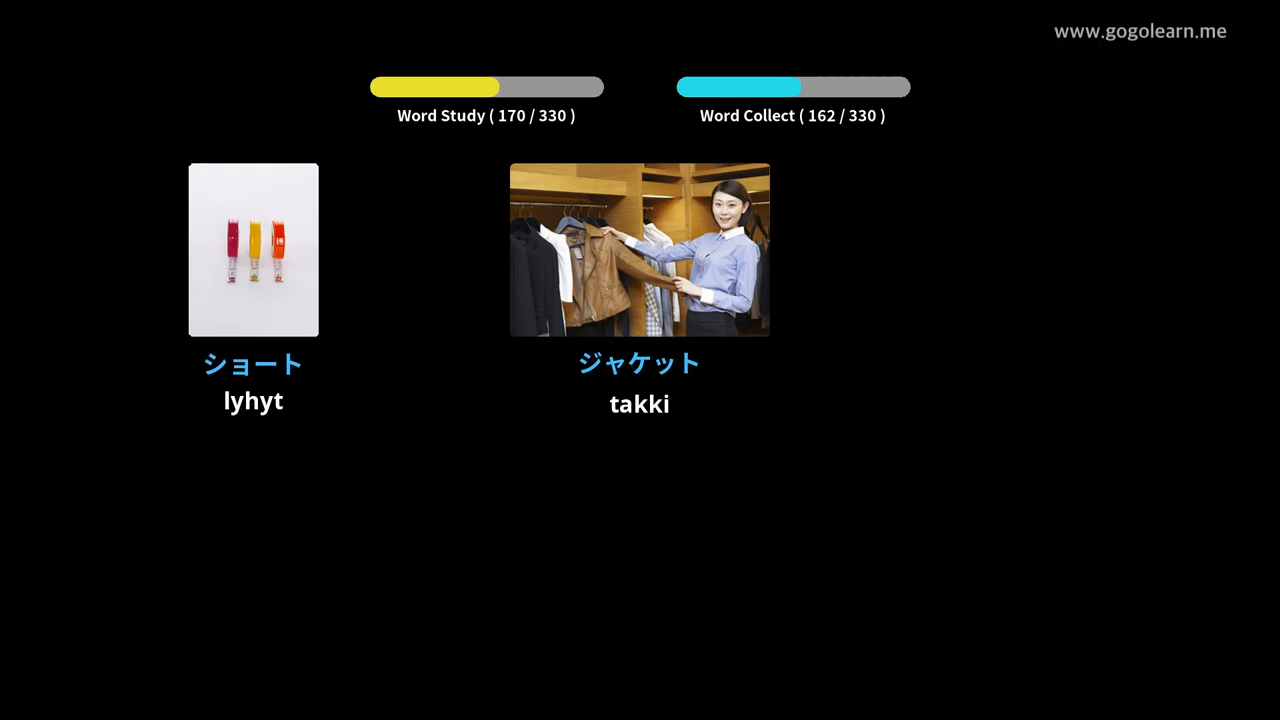 www.gogolearn.me
Word Study ( 170 / 330 )
Word Collect ( 162 / 330 )
ショート
lyhyt
ジャケット
takki